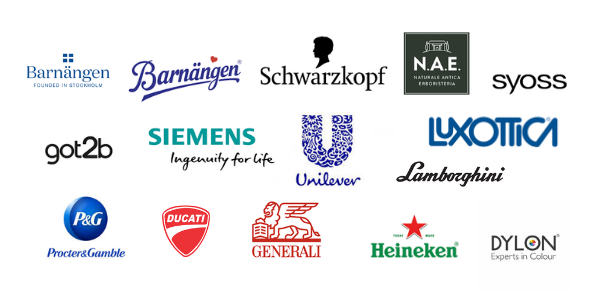 Barnängen
FOUNDED IN STOCKHOLM
Barnängen®
Schwarzkopf
N.A.E.
NATURALE ANTICA
ERBORISTERIA
syoss
got2b
SIEMENS
Ingenuity for life
Unilever
LUXOTTICA
Lamborghini
P&G
Procter&Gamble
DUCATI
GENERALI
TRADE MARK
Heineken®
DYLON®
Experts in Colour